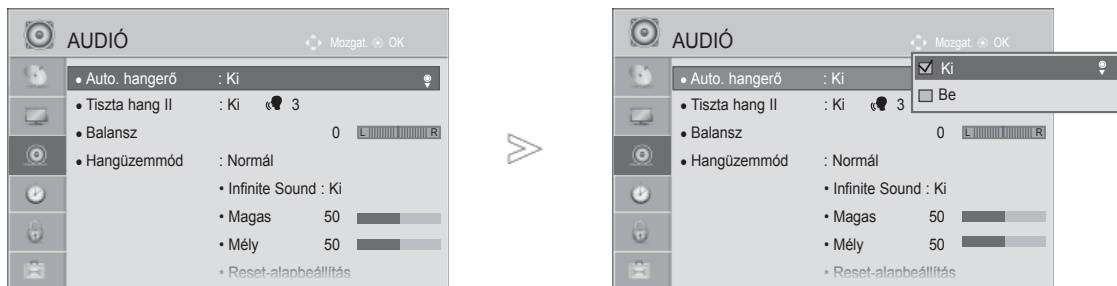 AUDIÓ
Mozgat. OK
• Auto. hangerő : Ki
• Tiszta hang II : Ki 3
• Balansz 0 L R
• Hangüzemmód : Normál
• Infinite Sound : Ki
• Magas 50
• Mély 50
• Reset-alapbeállítás
AUDIÓ
Mozgat. OK
• Auto. hangerő : Ki
Ki
Be
• Tiszta hang II : Ki 3
• Balansz 0 L R
• Hangüzemmód : Normál
• Infinite Sound : Ki
• Magas 50
• Mély 50
• Reset-alapbeállítás